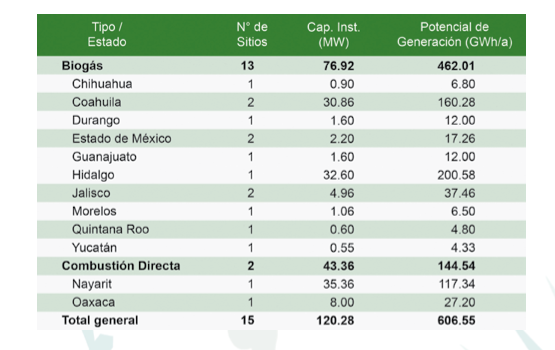 Tipo / N° de Cap. Inst. Potencial de
Estado Sitios (MW) Generación (GWh/a)
Biogás 13 76.92 462.01
Chihuahua 1 0.90 6.80
Coahuila 2 30.86 160.28
Durango 1 1.60 12.00
Estado de México 2 2.20 17.26
Guanajuato 1 1.60 12.00
Hidalgo 1 32.60 200.58
Jalisco 2 4.96 37.46
Morelos 1 1.06 6.50
Quintana Roo 1 0.60 4.80
Yucatán 1 0.55 4.33
Combustión Directa 2 43.36 144.54
Nayarit 1 35.36 117.34
Oaxaca 1 8.00 27.20
Total general 15 120.28 606.55